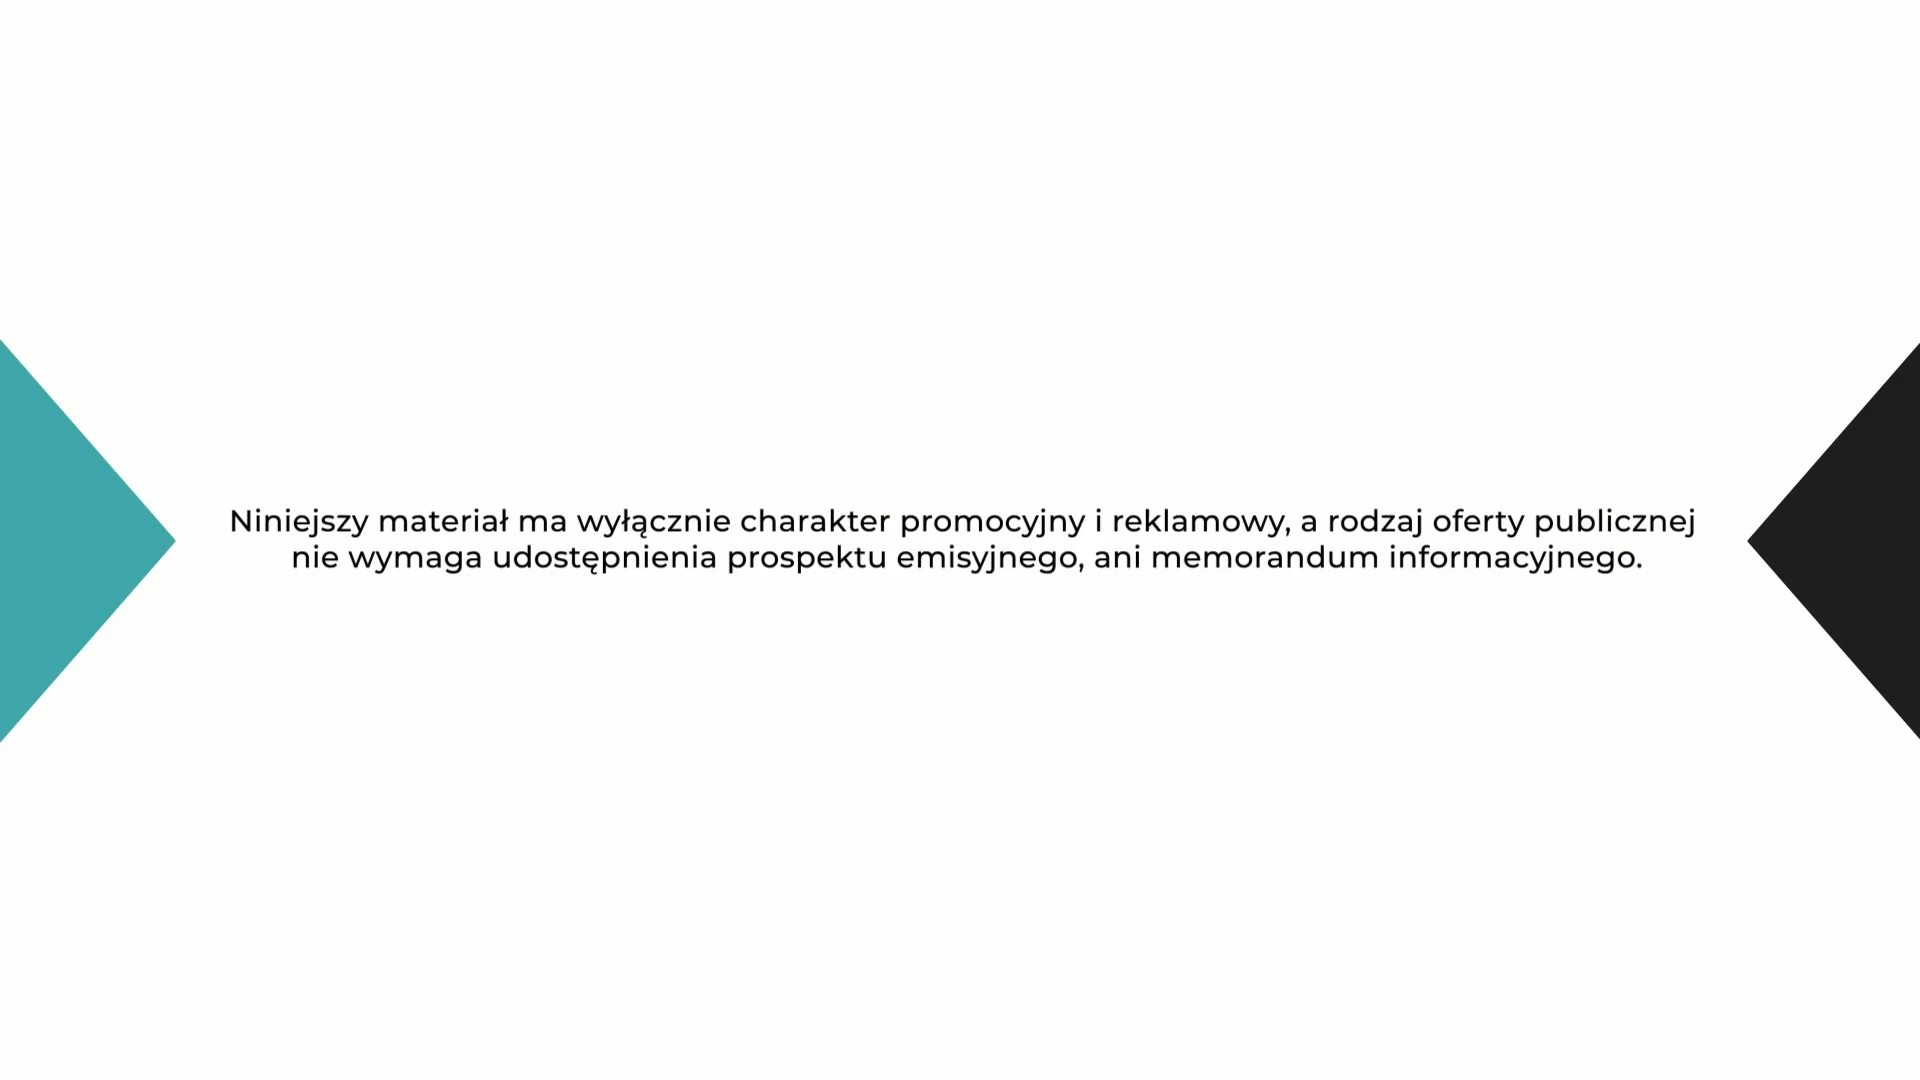 Niniejszy materiał ma wyłącznie charakter promocyjny i reklamowy, a rodzaj oferty publicznej
nie wymaga udostępnienia prospektu emisyjnego, ani memorandum informacyjnego.